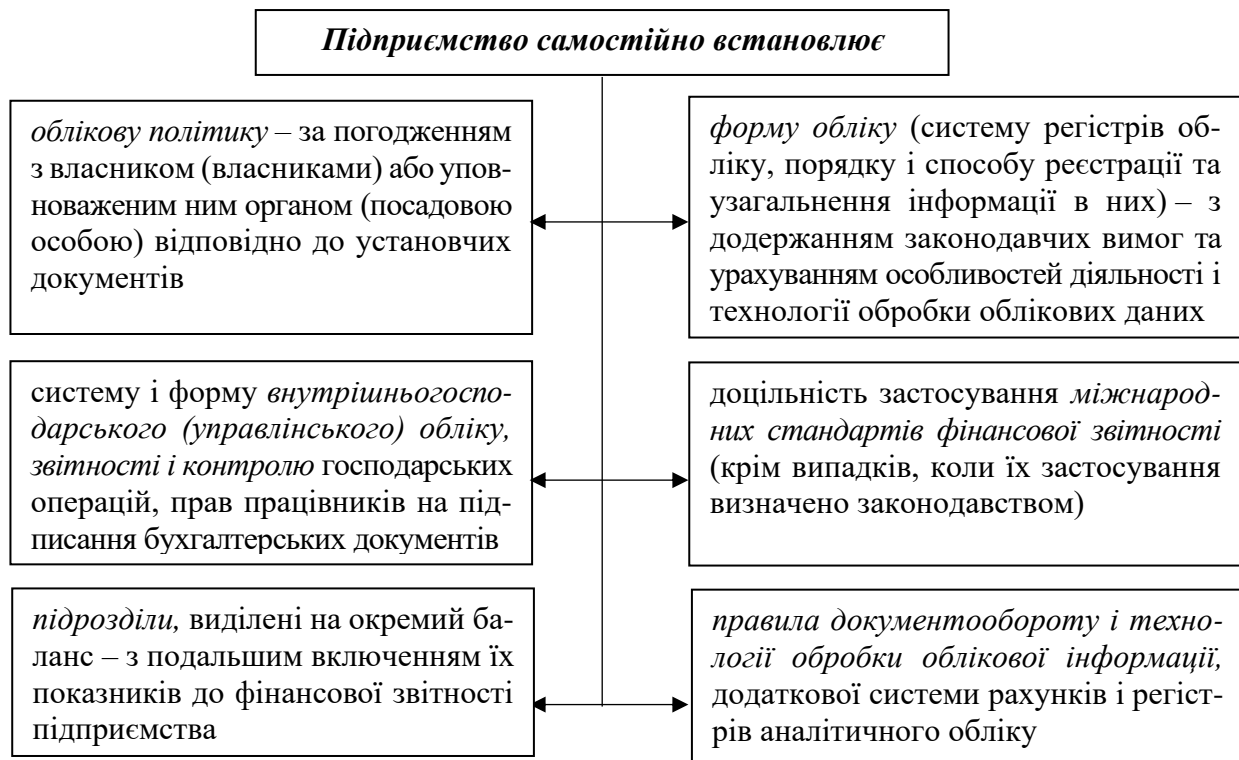 Підприємство самостійно встановлює
облікову політику – за погодженням
з власником (власниками) або упов-
новаженим ним органом (посадовою
особою) відповідно до установчих
документів
форму обліку (систему регістрів об-
ліку, порядку і способу реєстрації та
узагальнення інформації в них) – з
додержанням законодавчих вимог та
урахуванням особливостей діяльності і
технології обробки облікових даних
систему і форму внутрішньогоспо-
дарського (управлінського) обліку,
звітності і контролю господарських
операцій, прав працівників на під-
писання бухгалтерських документів
доцільність застосування міжнарод-
них стандартів фінансової звітності
(крім випадків, коли їх застосування
визначено законодавством)
підрозділи, виділені на окремий ба-
ланс – з подальшим включенням їх
показників до фінансової звітності
підприємства
правила документообороту і техно-
логії обробки облікової інформації,
додаткової системи рахунків і регіст-
рів аналітичного обліку